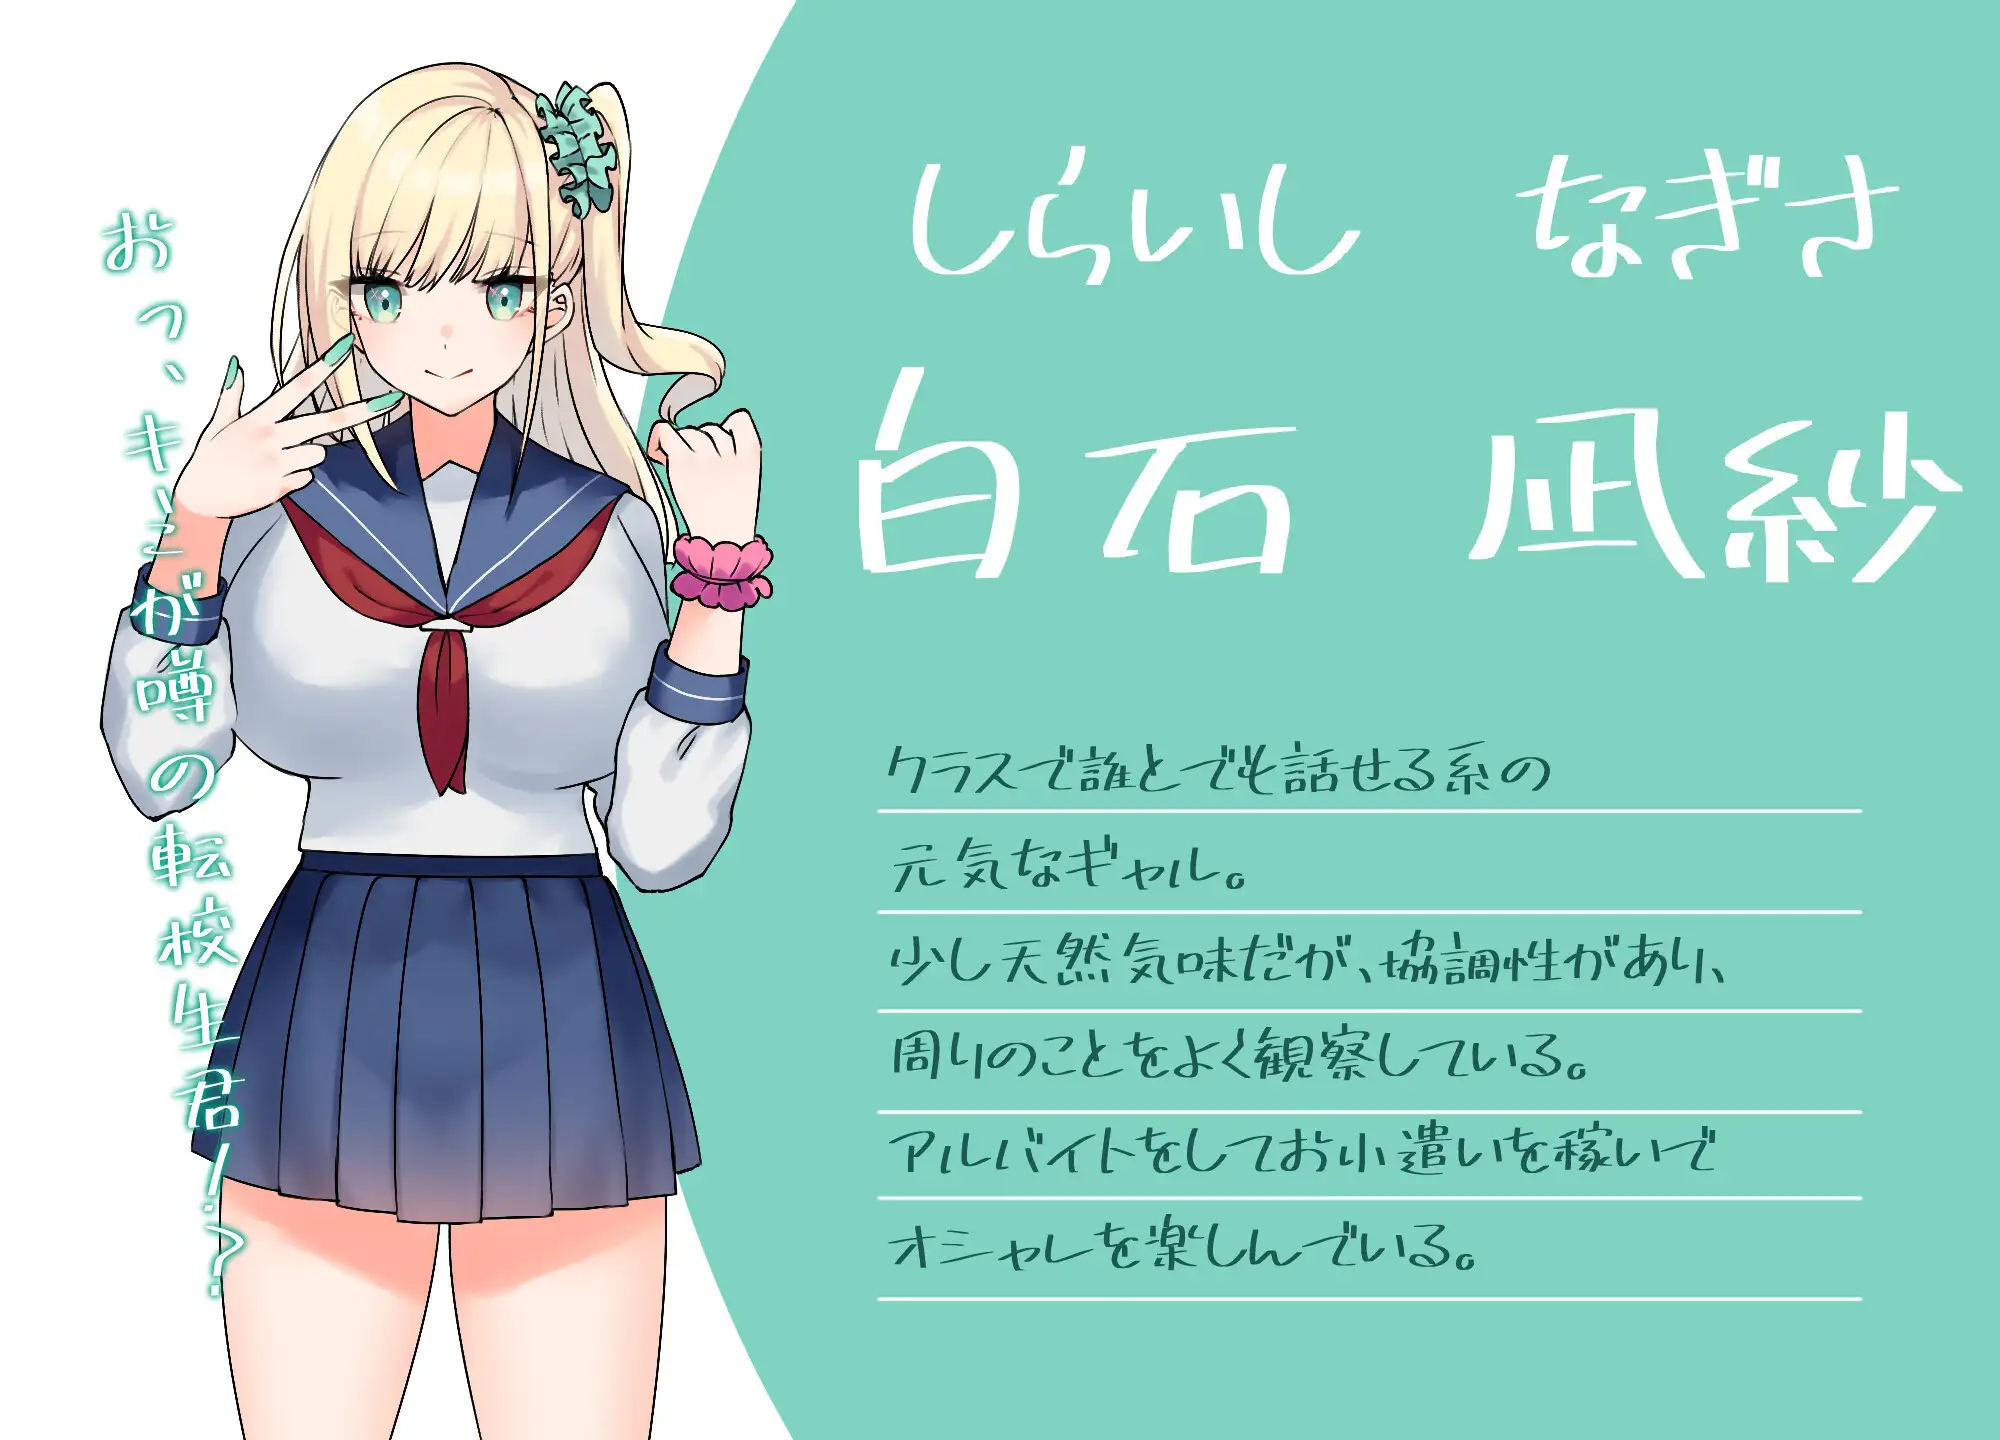 しらいし　なぎさ
白石　凪紗
クラスで誰とでも話せる系の
元気なギャル。
少し天然気味だが、協調性があり、
周りのことをよく観察している。
アルバイトをしてお小遣いを稼いで
オシャレを楽しんでいる。
おっ、キミが噂の転校生君!?